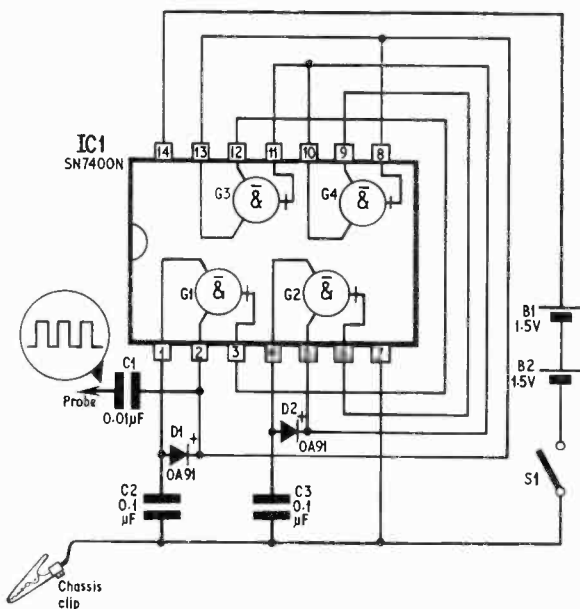 IC1
SN7400N
14
13
12
11
10
9
8
G3
&
G4
&
G1
&
G2
&
1
2
3
7
C1
0.01µF
Probe
D1
+
OA91
D2
+
OA91
C2
0.1
µF
C3
0.1
µF
B1
1.5V
B2
1.5V
S1
Chassis
clip